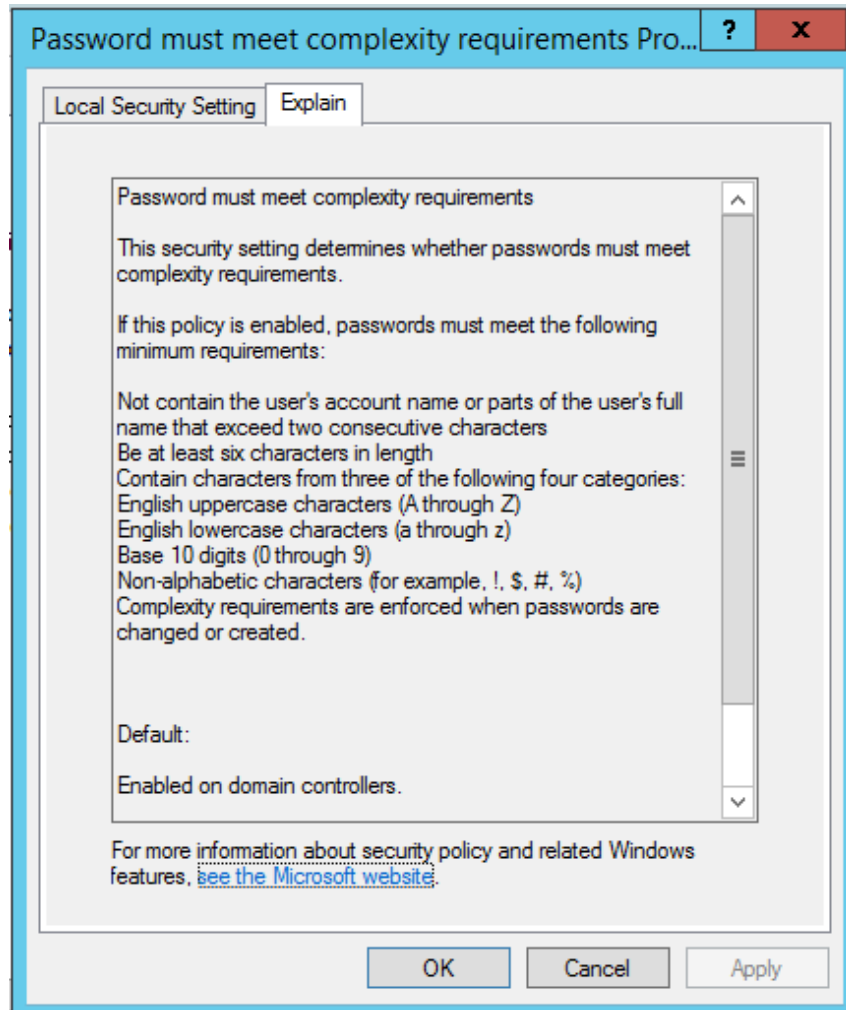 Password must meet complexity requirements Pro... ? x
Local Security Setting Explain
Password must meet complexity requirements
This security setting determines whether passwords must meet
complexity requirements.
If this policy is enabled, passwords must meet the following
minimum requirements:
Not contain the user's account name or parts of the user's full
name that exceed two consecutive characters
Be at least six characters in length
Contain characters from three of the following four categories:
English uppercase characters (A through Z)
English lowercase characters (a through z)
Base 10 digits (0 through 9)
Non-alphabetic characters (for example, !, $, #, %)
Complexity requirements are enforced when passwords are
changed or created.
Default:
Enabled on domain controllers.
For more information about security policy and related Windows
features, see the Microsoft website.
OK Cancel Apply